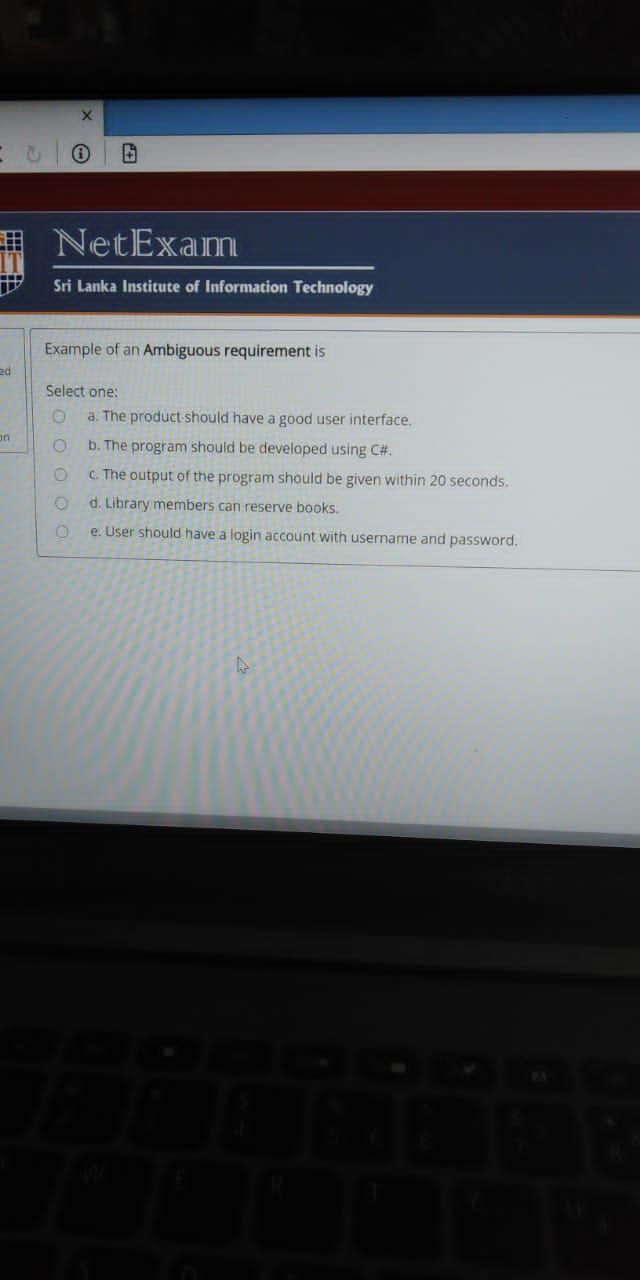 NetExam
IT
Sri Lanka Institute of Information Technology
ed
on
Example of an Ambiguous requirement is
Select one:
a. The product should have a good user interface.
b. The program should be developed using C#.
c. The output of the program should be given within 20 seconds.
d. Library members can reserve books.
e. User should have a login account with username and password.
W E R T Y U